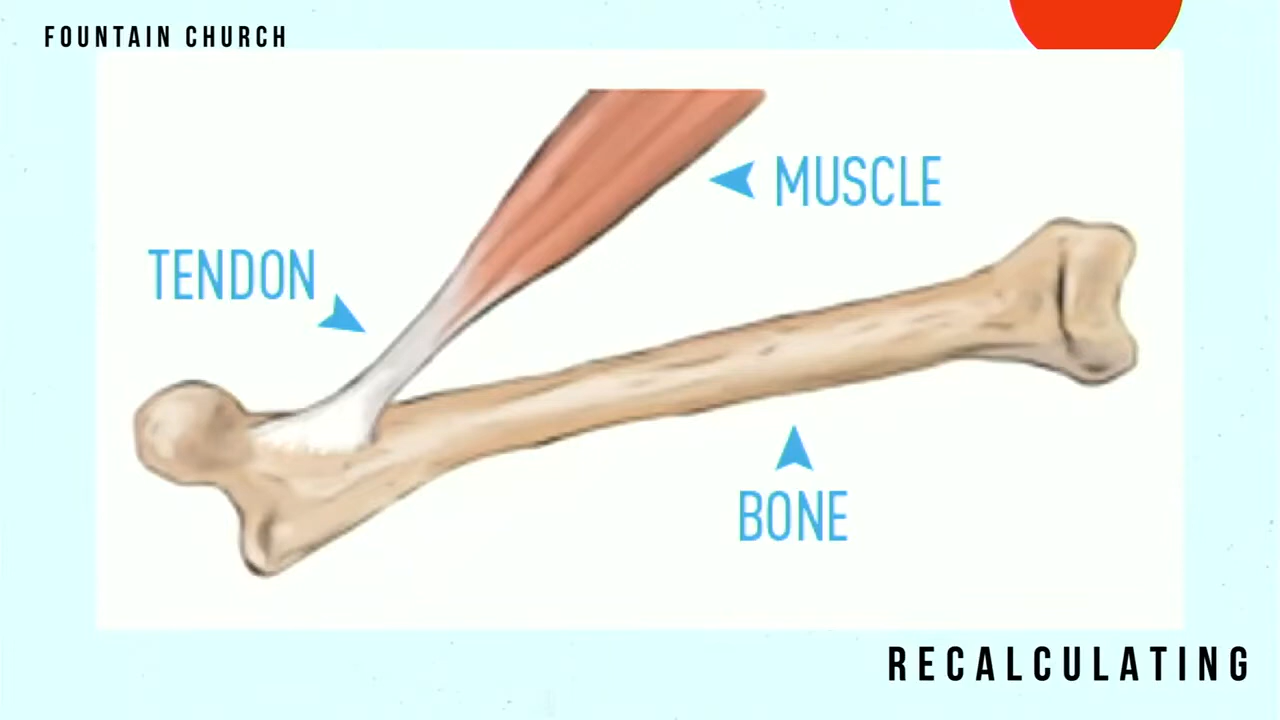 FOUNTAIN CHURCH
MUSCLE
TENDON
BONE
RECALCULATING